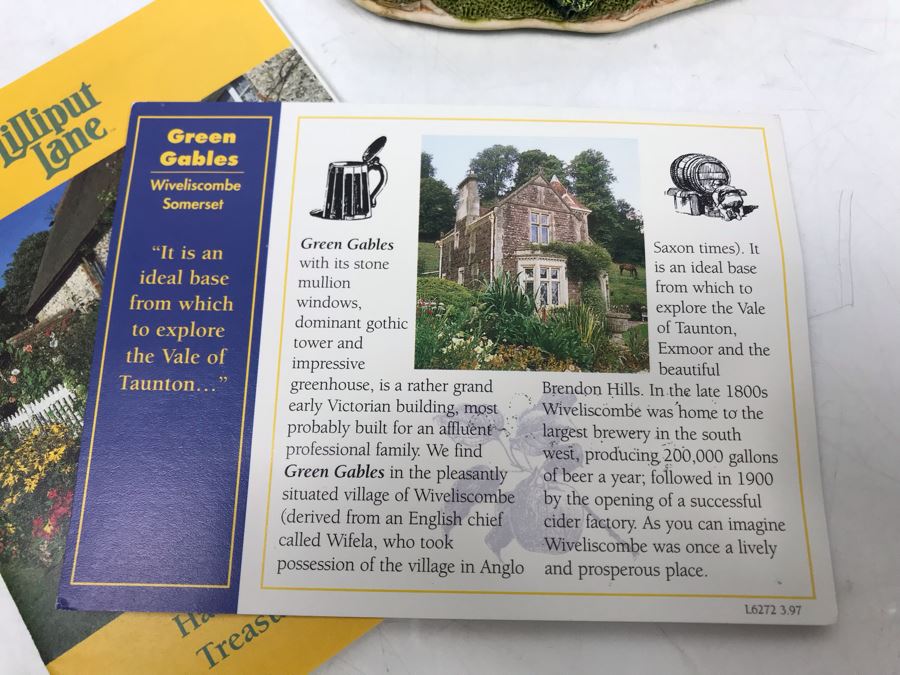 Lilliput
Lane
Green
Gables
Wiveliscombe
Somerset
“It is an
ideal base
from which
to explore
the Vale of
Taunton...”
Green Gables
with its stone
mullion
windows,
dominant gothic
tower and
impressive
greenhouse, is a rather grand
early Victorian building, most
probably built for an affluent
professional family. We find
Green Gables in the pleasantly
situated village of Wiveliscombe
(derived from an English chief
called Wifela, who took
possession of the village in Anglo
Saxon times). It
is an ideal base
from which to
explore the Vale
of Taunton,
Exmoor and the
beautiful
Brendon Hills. In the late 1800s
Wiveliscombe was home to the
largest brewery in the south
west, producing 200,000 gallons
of beer a year; followed in 1900
by the opening of a successful
cider factory. As you can imagine
Wiveliscombe was once a lively
and prosperous place.
L6272 3.97